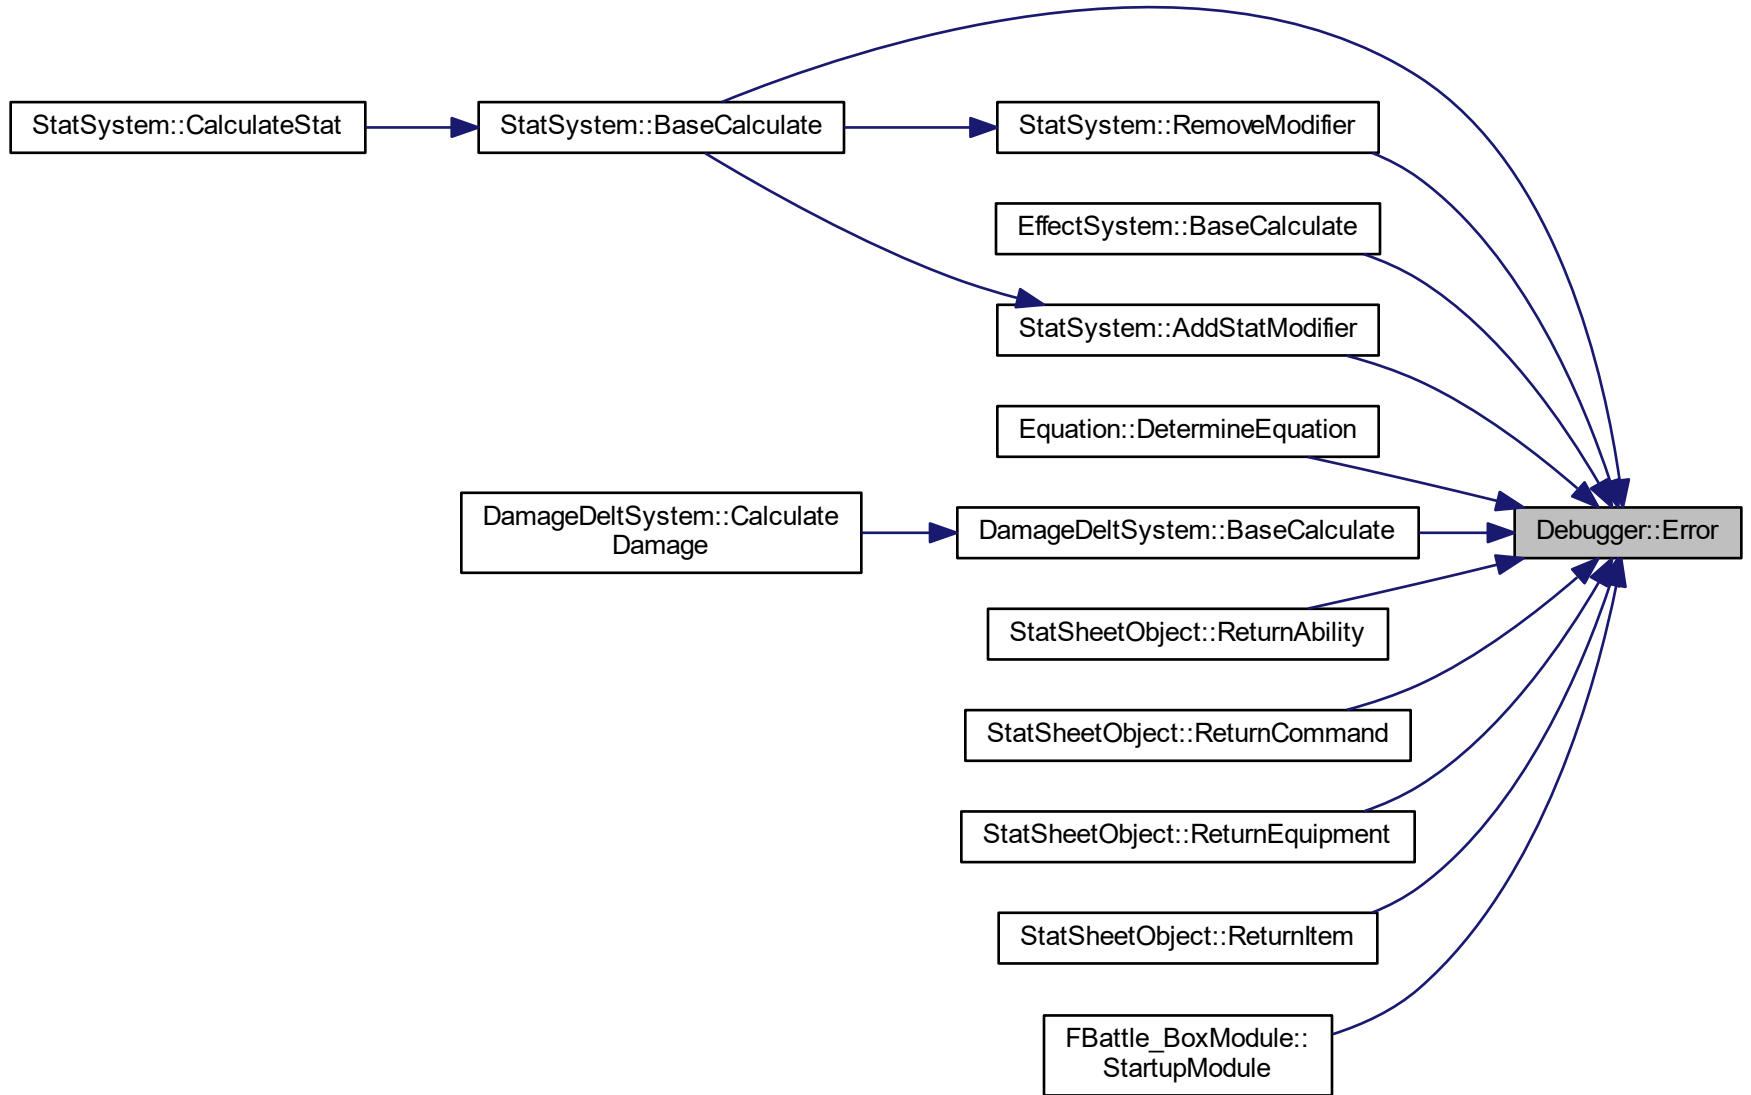 StatSystem::CalculateStat
StatSystem::BaseCalculate
StatSystem::RemoveModifier
EffectSystem::BaseCalculate
StatSystem::AddStatModifier
Equation::DetermineEquation
DamageDeltSystem::Calculate
Damage
DamageDeltSystem::BaseCalculate
Debugger::Error
StatSheetObject::ReturnAbility
StatSheetObject::ReturnCommand
StatSheetObject::ReturnEquipment
StatSheetObject::ReturnItem
FBattle_BoxModule::
StartupModule